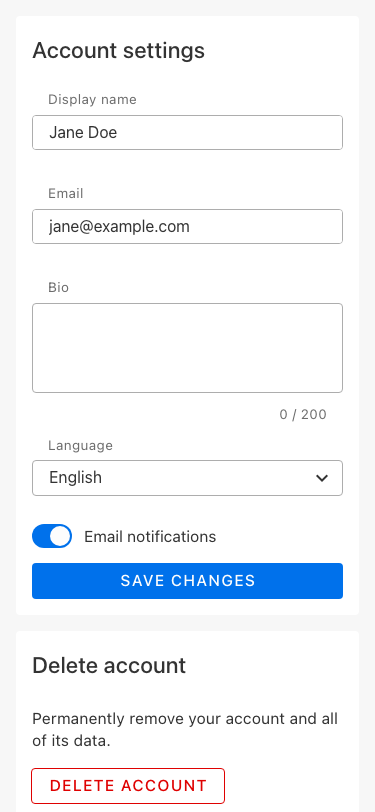 Account settings
Display name
Jane Doe
Email
jane@example.com
Bio
0 / 200
Language
English
Email notifications
SAVE CHANGES
Delete account
Permanently remove your account and all
of its data.
DELETE ACCOUNT